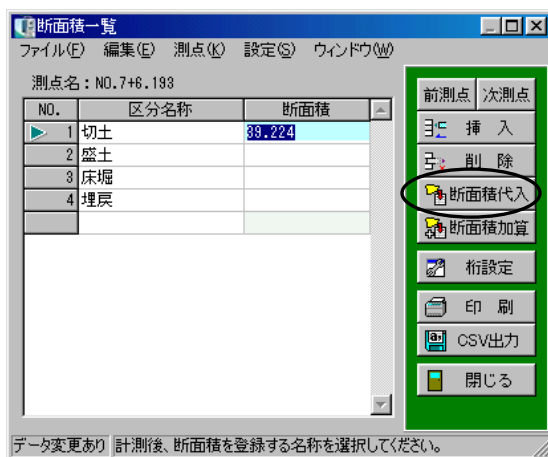 断面積一覧
ファイル(F) 編集(E) 測点(K) 設定(S) ウィンドウ(W)
測点名:NO.7+6.193
NO. 区分名称 断面積
1 切土 39.224
2 盛土
3 床堀
4 埋戻
前測点 次測点
挿 入
削 除
断面積代入
断面積加算
桁設定
印 刷
CSV出力
閉じる
データ変更あり 計測後、断面積を登録する名称を選択してください。